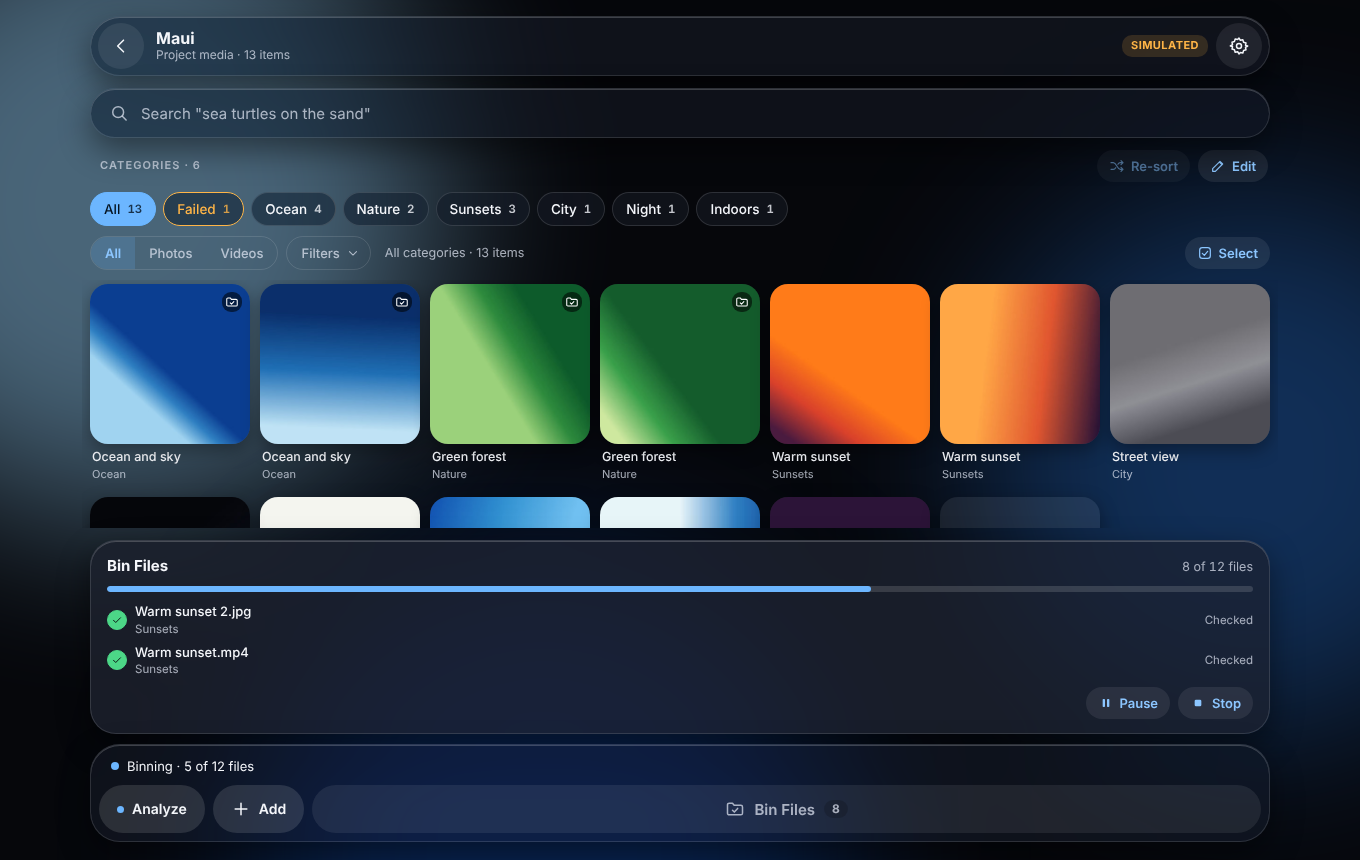 Maui
Project media · 13 items
SIMULATED
Search "sea turtles on the sand"
CATEGORIES · 6
Re-sort
Edit
All 13
Failed 1
Ocean 4
Nature 2
Sunsets 3
City 1
Night 1
Indoors 1
All
Photos
Videos
Filters
All categories · 13 items
Select
Ocean and sky
Ocean
Ocean and sky
Ocean
Green forest
Nature
Green forest
Nature
Warm sunset
Sunsets
Warm sunset
Sunsets
Street view
City
Bin Files
8 of 12 files
Warm sunset 2.jpg
Sunsets
Checked
Warm sunset.mp4
Sunsets
Checked
Pause
Stop
Binning · 5 of 12 files
Analyze
Add
Bin Files 8